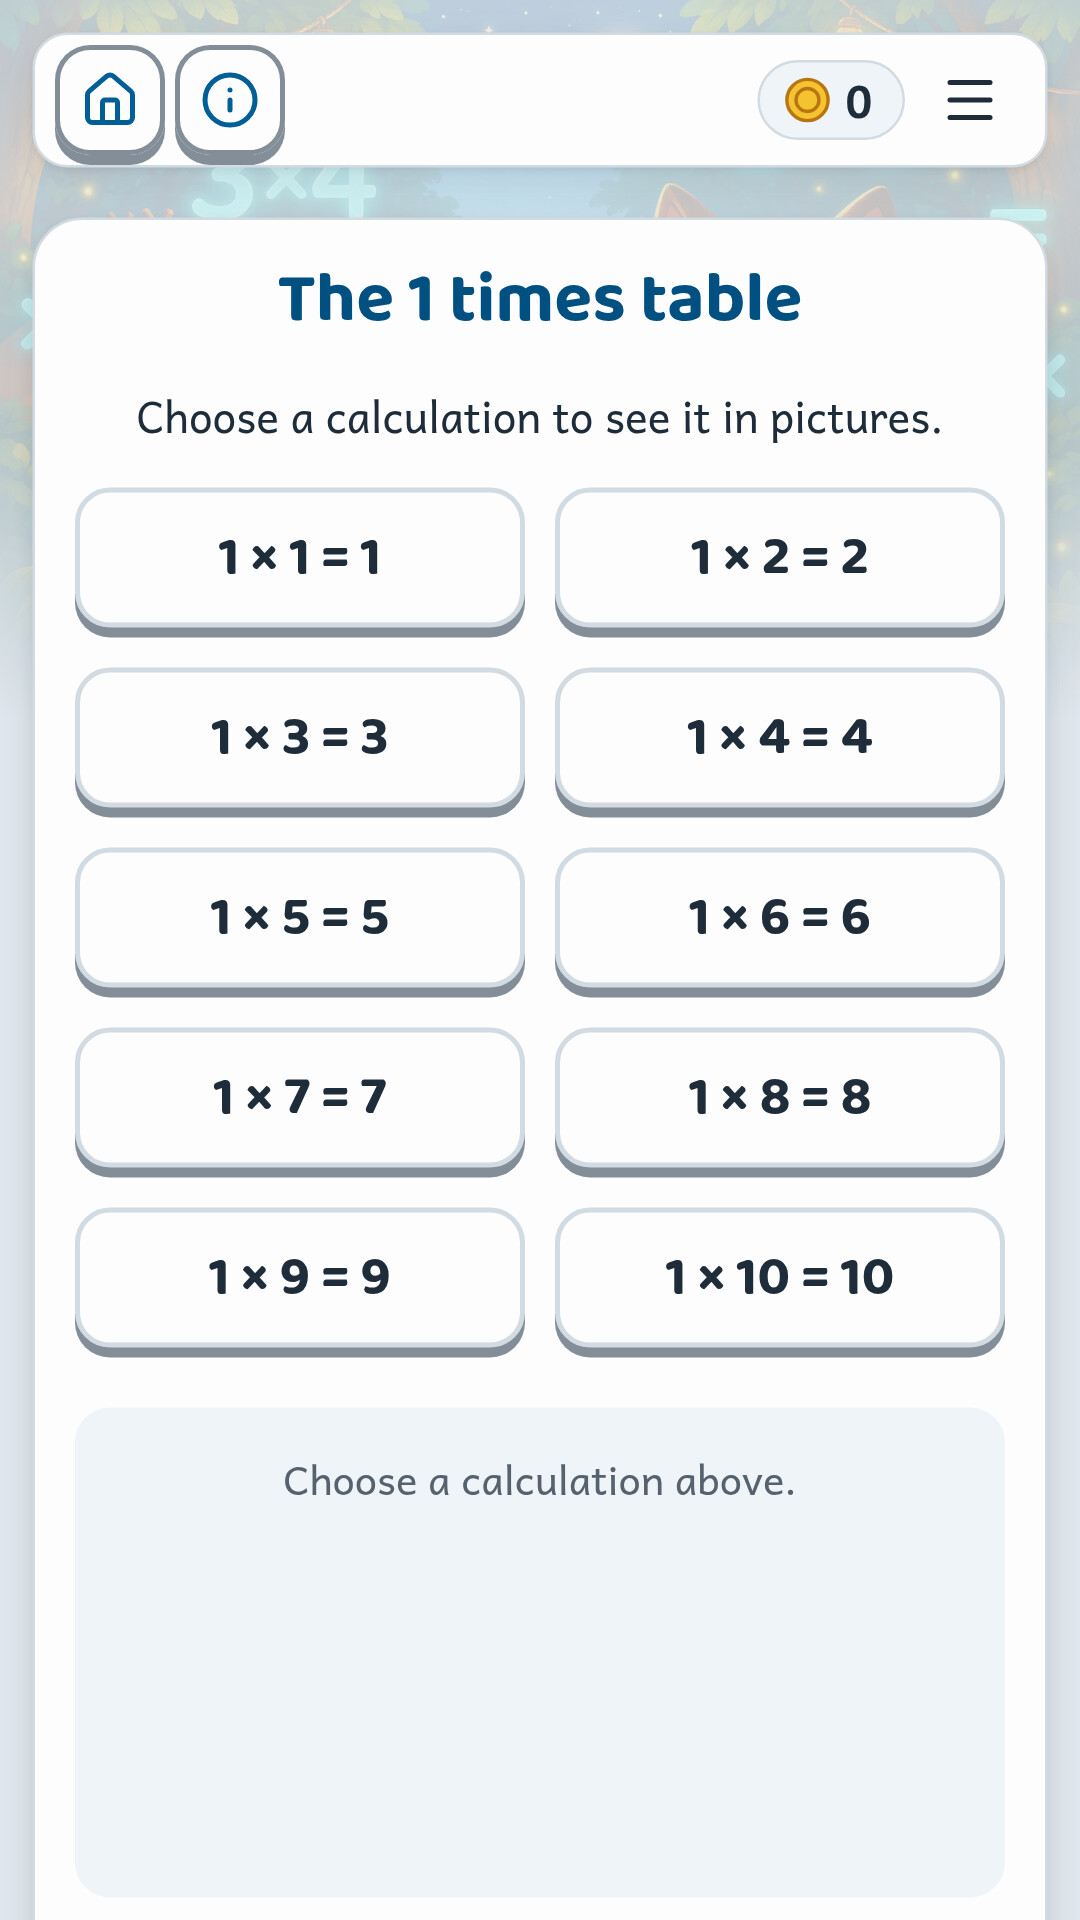 0
3×4
The 1 times table
Choose a calculation to see it in pictures.
1 × 1 = 1
1 × 2 = 2
1 × 3 = 3
1 × 4 = 4
1 × 5 = 5
1 × 6 = 6
1 × 7 = 7
1 × 8 = 8
1 × 9 = 9
1 × 10 = 10
Choose a calculation above.